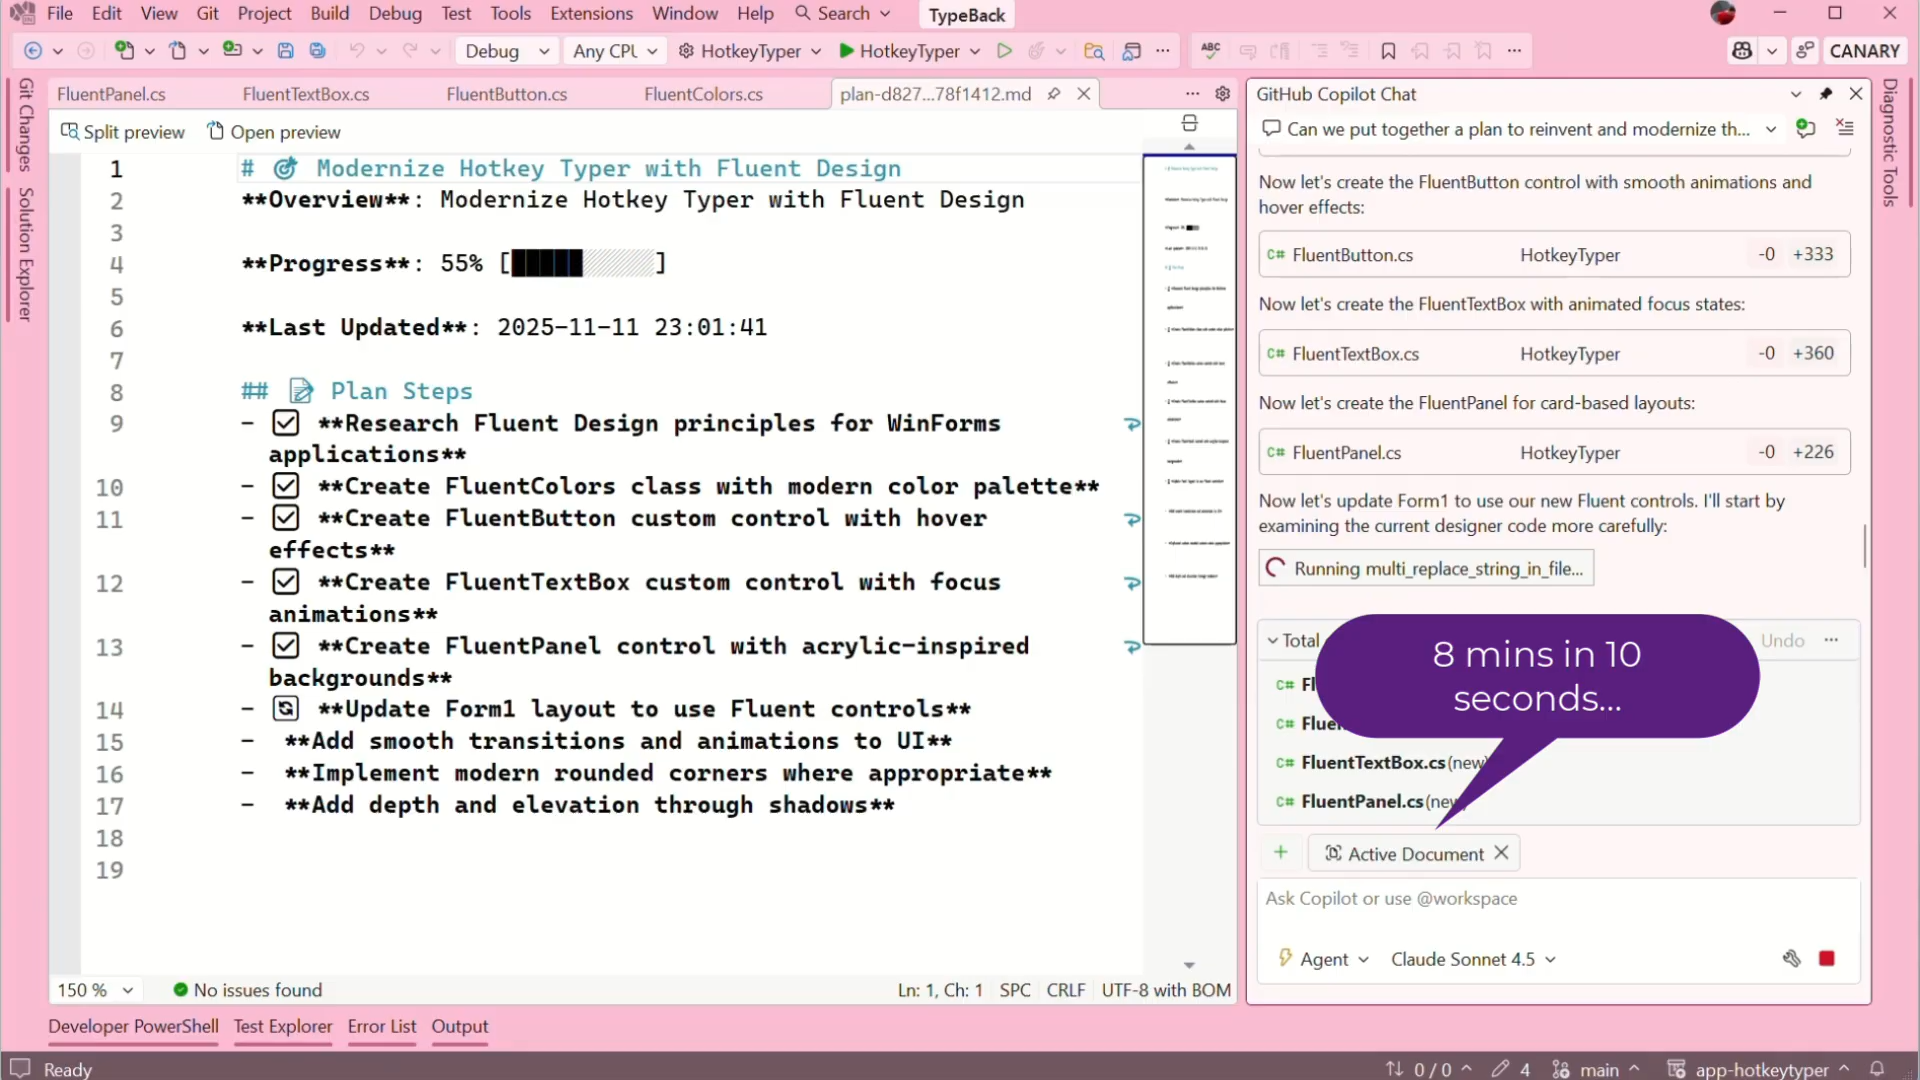 File Edit View Git Project Build Debug Test Tools Extensions Window Help Search TypeBack
Debug Any CPU HotkeyTyper HotkeyTyper ABC CANARY
Git Changes
Solution Explorer
FluentPanel.cs FluentTextBox.cs FluentButton.cs FluentColors.cs plan-d827...78f1412.md
Split preview Open preview
1 # 🎯 Modernize Hotkey Typer with Fluent Design
2 **Overview**: Modernize Hotkey Typer with Fluent Design
3
4 **Progress**: 55% [█████░░░░░]
5
6 **Last Updated**: 2025-11-11 23:01:41
7
8 ## 📝 Plan Steps
9 - ☑ **Research Fluent Design principles for WinForms
applications**
10 - ☑ **Create FluentColors class with modern color palette**
11 - ☑ **Create FluentButton custom control with hover
effects**
12 - ☑ **Create FluentTextBox custom control with focus
animations**
13 - ☑ **Create FluentPanel control with acrylic-inspired
backgrounds**
14 - 🔄 **Update Form1 layout to use Fluent controls**
15 - **Add smooth transitions and animations to UI**
16 - **Implement modern rounded corners where appropriate**
17 - **Add depth and elevation through shadows**
18
19
150 % No issues found Ln: 1, Ch: 1 SPC CRLF UTF-8 with BOM
GitHub Copilot Chat
Can we put together a plan to reinvent and modernize th...
Now let's create the FluentButton control with smooth animations and
hover effects:
C# FluentButton.cs HotkeyTyper -0 +333
Now let's create the FluentTextBox with animated focus states:
C# FluentTextBox.cs HotkeyTyper -0 +360
Now let's create the FluentPanel for card-based layouts:
C# FluentPanel.cs HotkeyTyper -0 +226
Now let's update Form1 to use our new Fluent controls. I'll start by
examining the current designer code more carefully:
Running multi_replace_string_in_file...
Total Undo ...
8 mins in 10
seconds...
C#
C#
C# FluentTextBox.cs (new)
C# FluentPanel.cs (new)
+ Active Document
Ask Copilot or use @workspace
Agent Claude Sonnet 4.5
Diagnostic Tools
Developer PowerShell Test Explorer Error List Output
Ready 0 / 0 4 main app-hotkeytyper